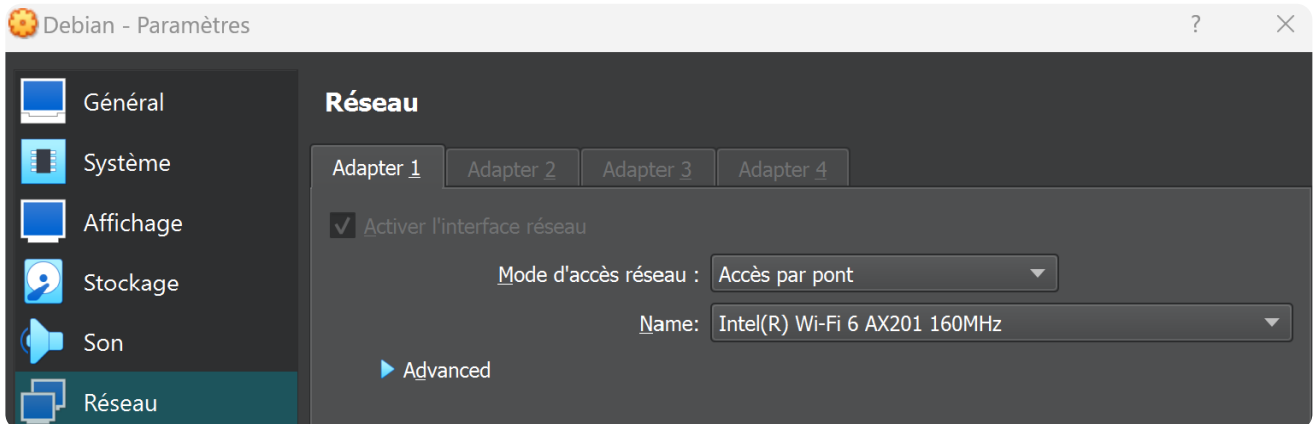 Debian - Paramètres ?
Général
Système
Affichage
Stockage
Son
Réseau
Réseau
Adapter 1 Adapter 2 Adapter 3 Adapter 4
Activer l'interface réseau
Mode d'accès réseau : Accès par pont
Name: Intel(R) Wi-Fi 6 AX201 160MHz
Advanced